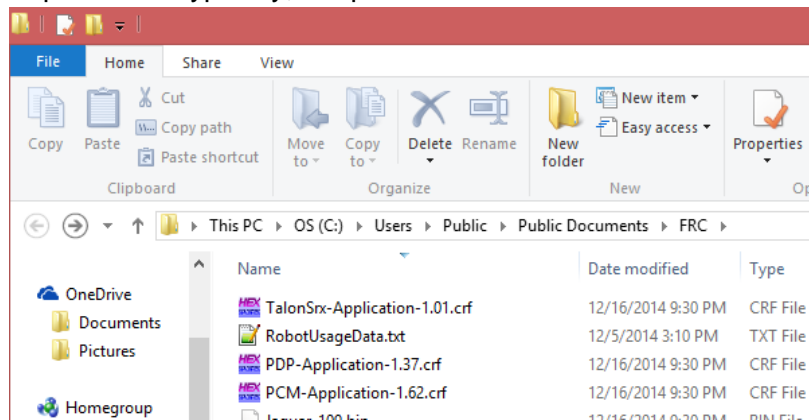 File Home Share View
Copy Paste Cut Copy path Paste shortcut
Move to Copy to Delete Rename
New folder New item Easy access
Properties
Clipboard Organize New
This PC OS (C:) Users Public Public Documents FRC
Name Date modified Type
OneDrive
Documents
Pictures
Homegroup
TalonSrx-Application-1.01.crf 12/16/2014 9:30 PM CRF File
RobotUsageData.txt 12/5/2014 3:10 PM TXT File
PDP-Application-1.37.crf 12/16/2014 9:30 PM CRF File
PCM-Application-1.62.crf 12/16/2014 9:30 PM CRF File